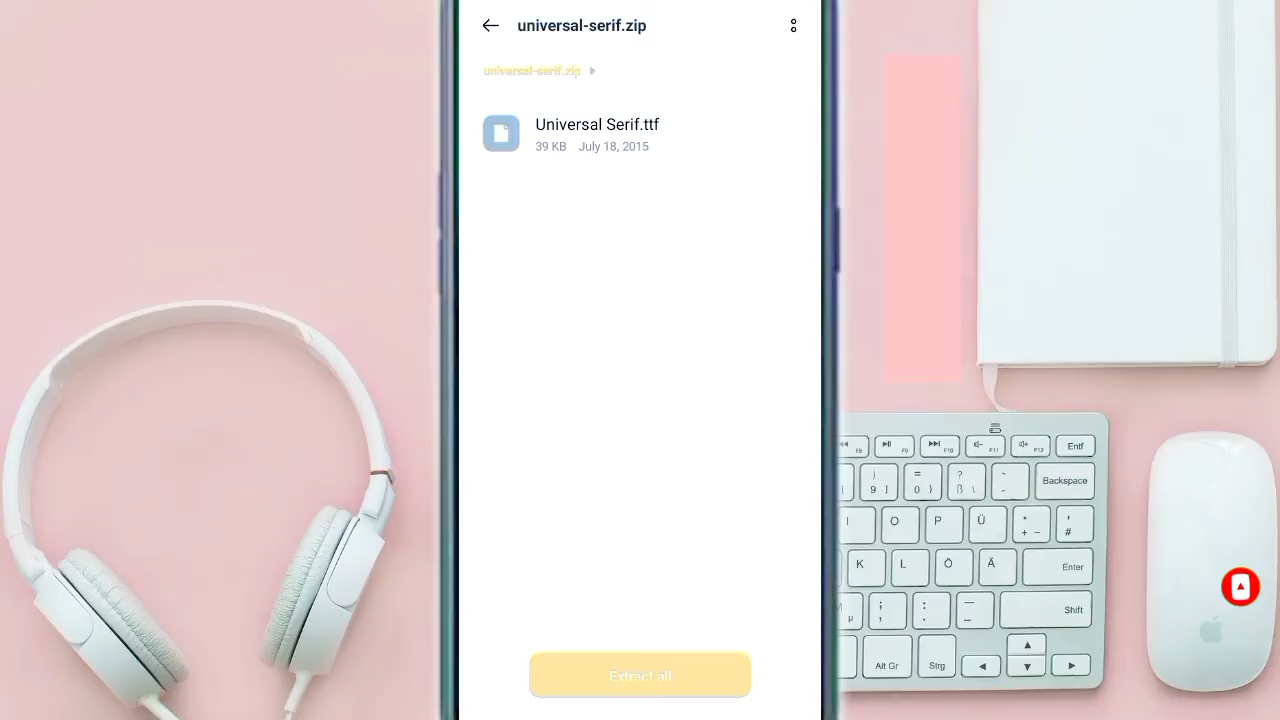 universal-serif.zip
universal-serif.zip
Universal Serif.ttf
39 KB July 18, 2015
Extract all
F8 F9 F10 F11 F12 Entf
) 9 ] = 0 } ? ß \ Backspace
I O P Ü * + ~ ' #
K L Ö Ä Enter
µ ; : Shift
Alt Gr Strg